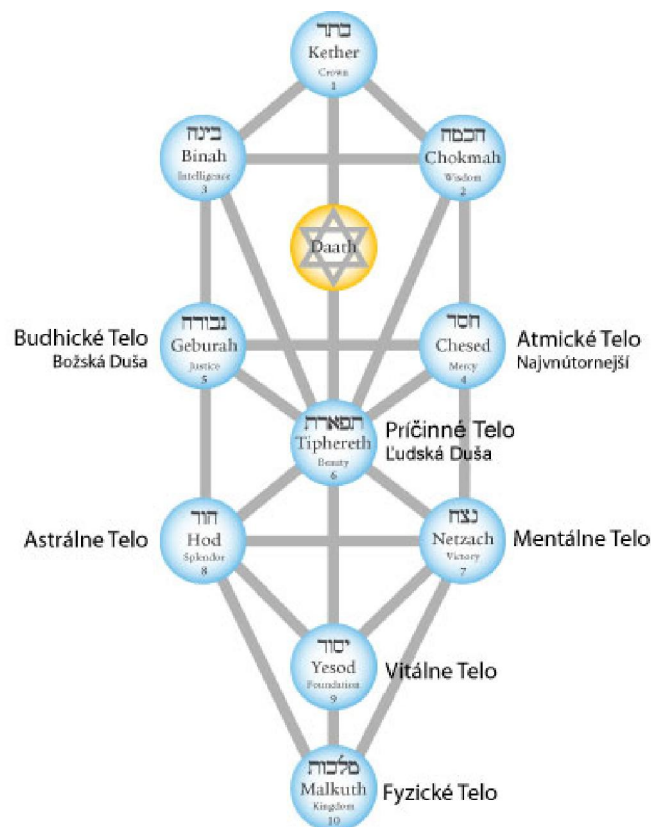 כתר
Kether
Crown
1
בינה
Binah
Intelligence
3
חכמה
Chokmah
Wisdom
2
Daath
Budhické Telo
Božská Duša
גבורה
Geburah
Justice
5
חסד
Chesed
Mercy
4
Atmické Telo
Najvnútornejší
תפארת
Tiphereth
Beauty
6
Príčinné Telo
Ľudská Duša
Astrálne Telo
הוד
Hod
Splendor
8
נצח
Netzach
Victory
7
Mentálne Telo
יסוד
Yesod
Foundation
9
Vitálne Telo
מלכות
Malkuth
Kingdom
10
Fyzické Telo